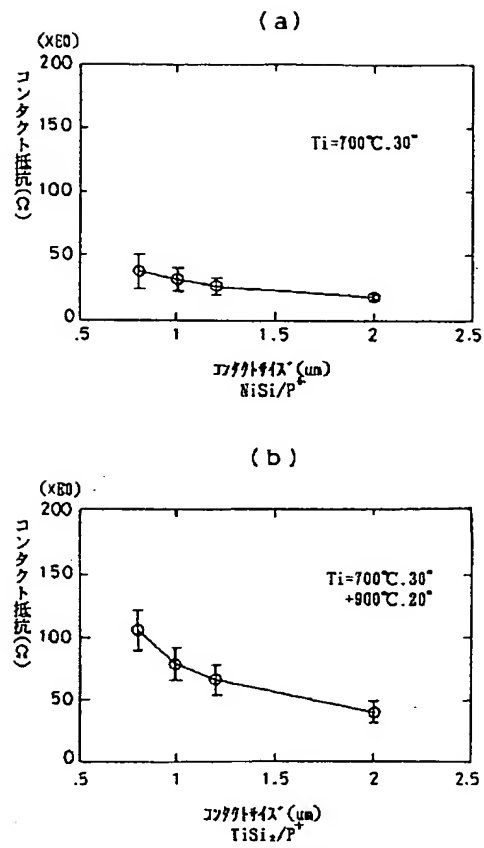 (a)
(XE0)
200
150
100
50
0
コンタクト抵抗(Ω)
Ti=700℃.30"
.5
1
1.5
2
2.5
コンタクトサイズ(um)
NiSi/P+
(b)
(XE0)
200
150
100
50
0
コンタクト抵抗(Ω)
Ti=700℃.30"
+900℃.20"
.5
1
1.5
2
2.5
コンタクトサイズ(um)
TiSi₂/P+